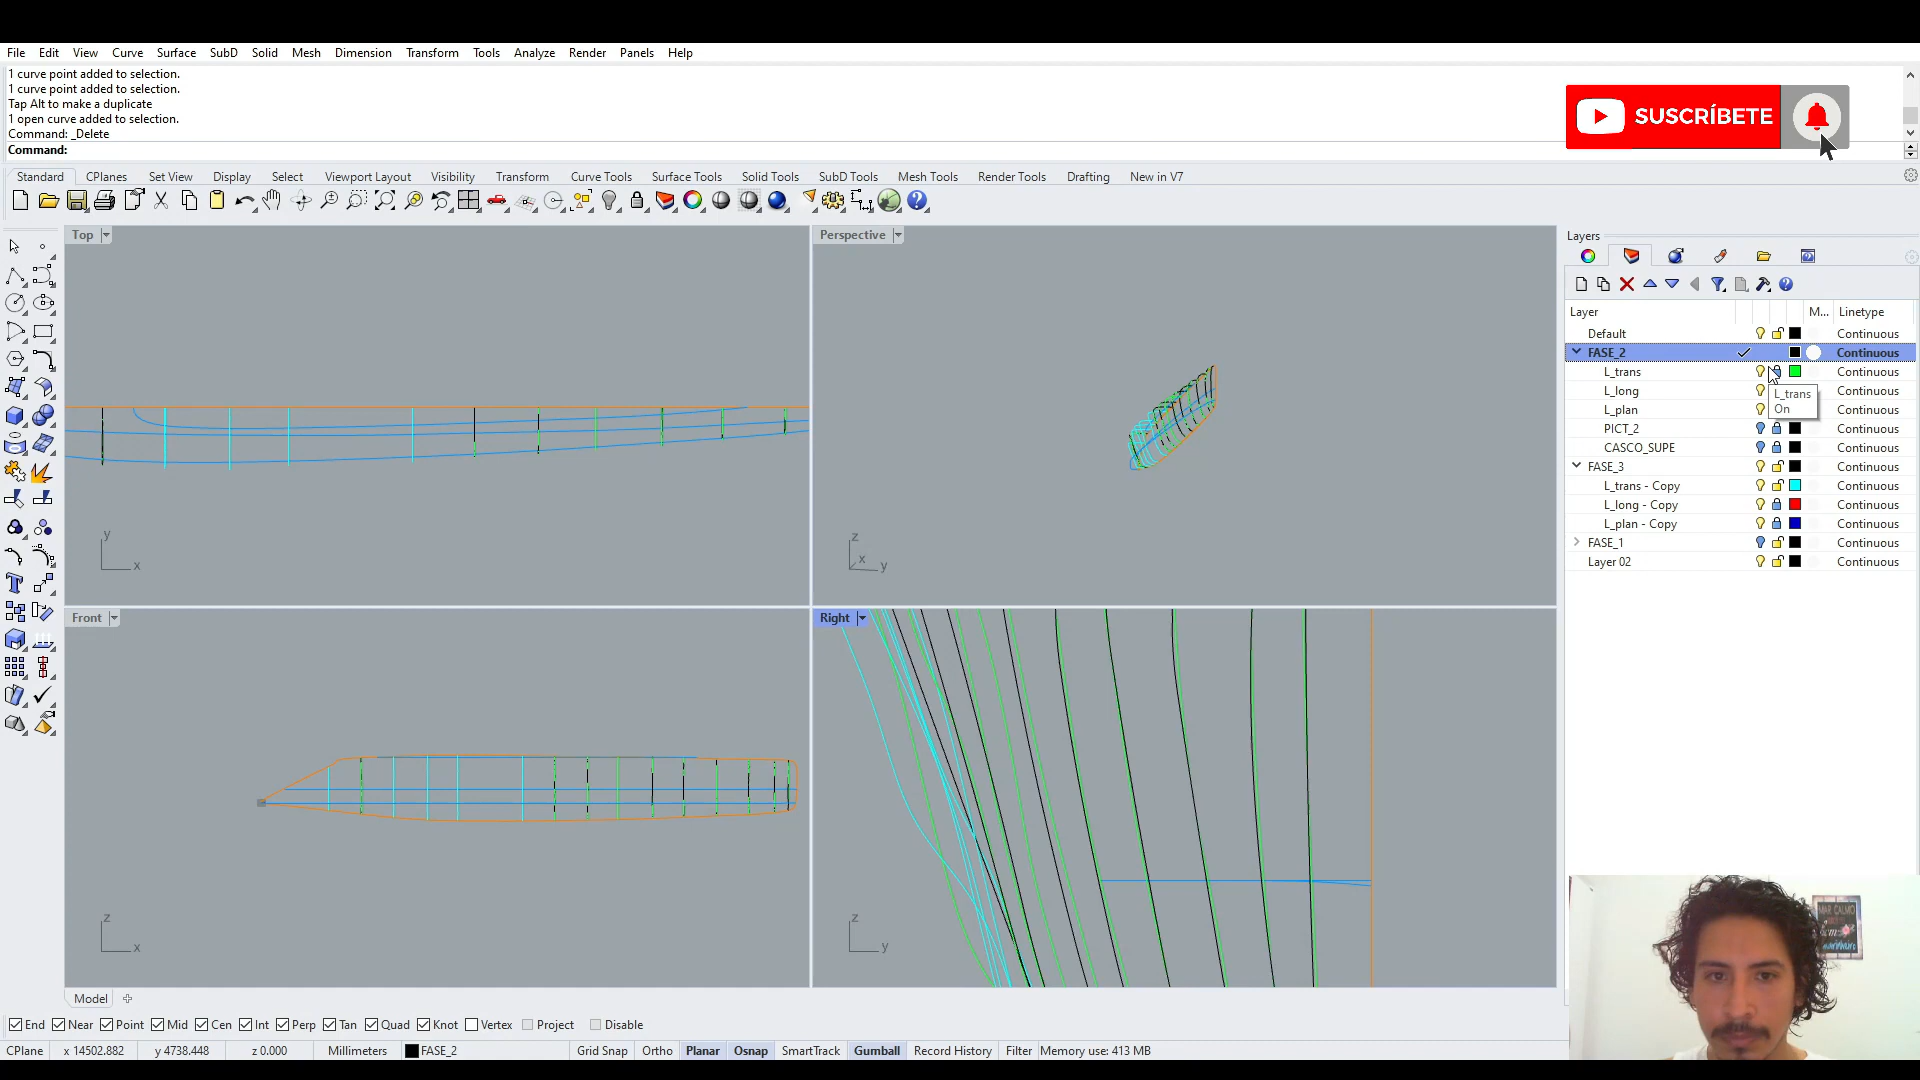 File Edit View Curve Surface SubD Solid Mesh Dimension Transform Tools Analyze Render Panels Help
1 curve point added to selection.
1 curve point added to selection.
Tap Alt to make a duplicate
1 open curve added to selection.
Command: _Delete
Command:
SUSCRÍBETE
Standard CPlanes Set View Display Select Viewport Layout Visibility Transform Curve Tools Surface Tools Solid Tools SubD Tools Mesh Tools Render Tools Drafting New in V7
Top
Perspective
Layers
Layer M... Linetype
Default Continuous
FASE_2 Continuous
L_trans Continuous
L_long Continuous
L_plan Continuous
L_trans
On
PICT_2 Continuous
CASCO_SUPE Continuous
FASE_3 Continuous
L_trans - Copy Continuous
L_long - Copy Continuous
L_plan - Copy Continuous
FASE_1 Continuous
Layer 02 Continuous
y
x
z
x
y
Front
Right
z
x
z
y
MAR CALMO
Model
End Near Point Mid Cen Int Perp Tan Quad Knot Vertex Project Disable
CPlane x 14502.882 y 4738.448 z 0.000 Millimeters FASE_2 Grid Snap Ortho Planar Osnap SmartTrack Gumball Record History Filter Memory use: 413 MB